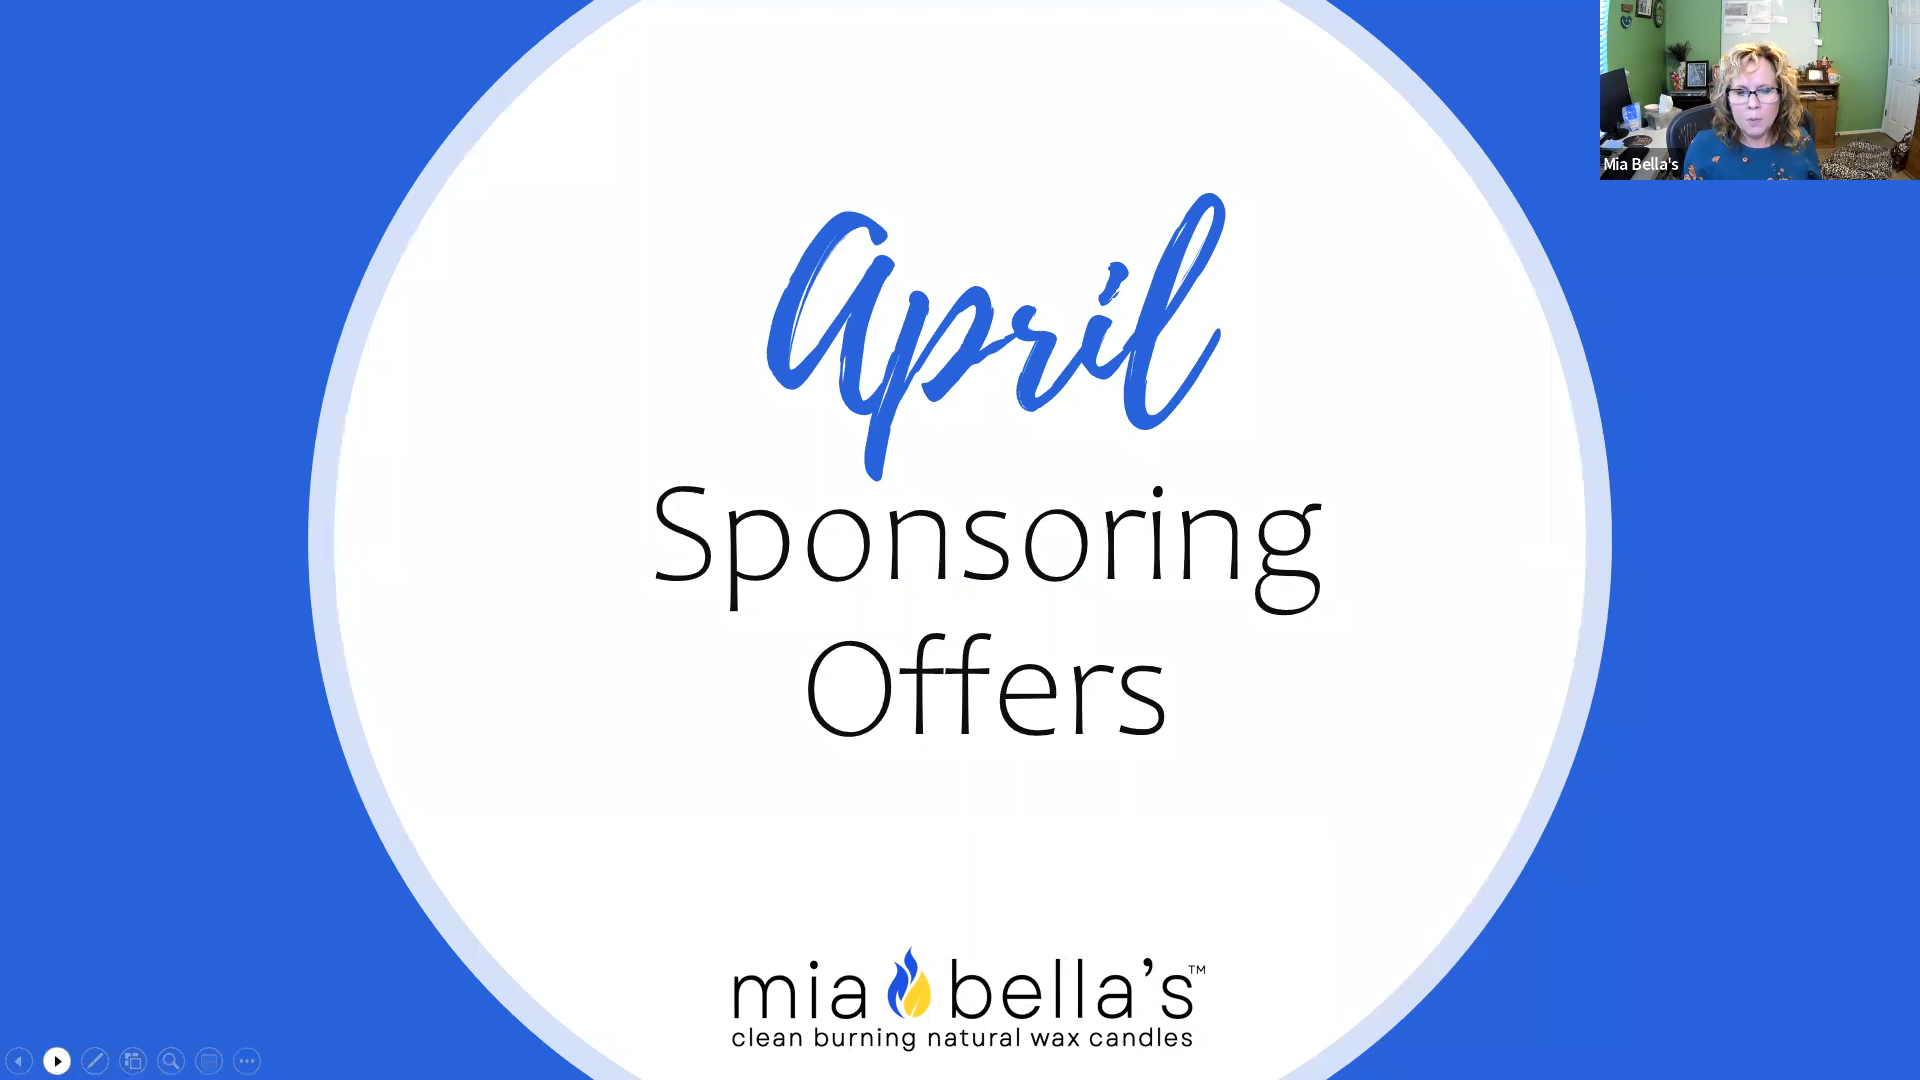 Mia Bella's
April
Sponsoring
Offers
mia bella's™
clean burning natural wax candles